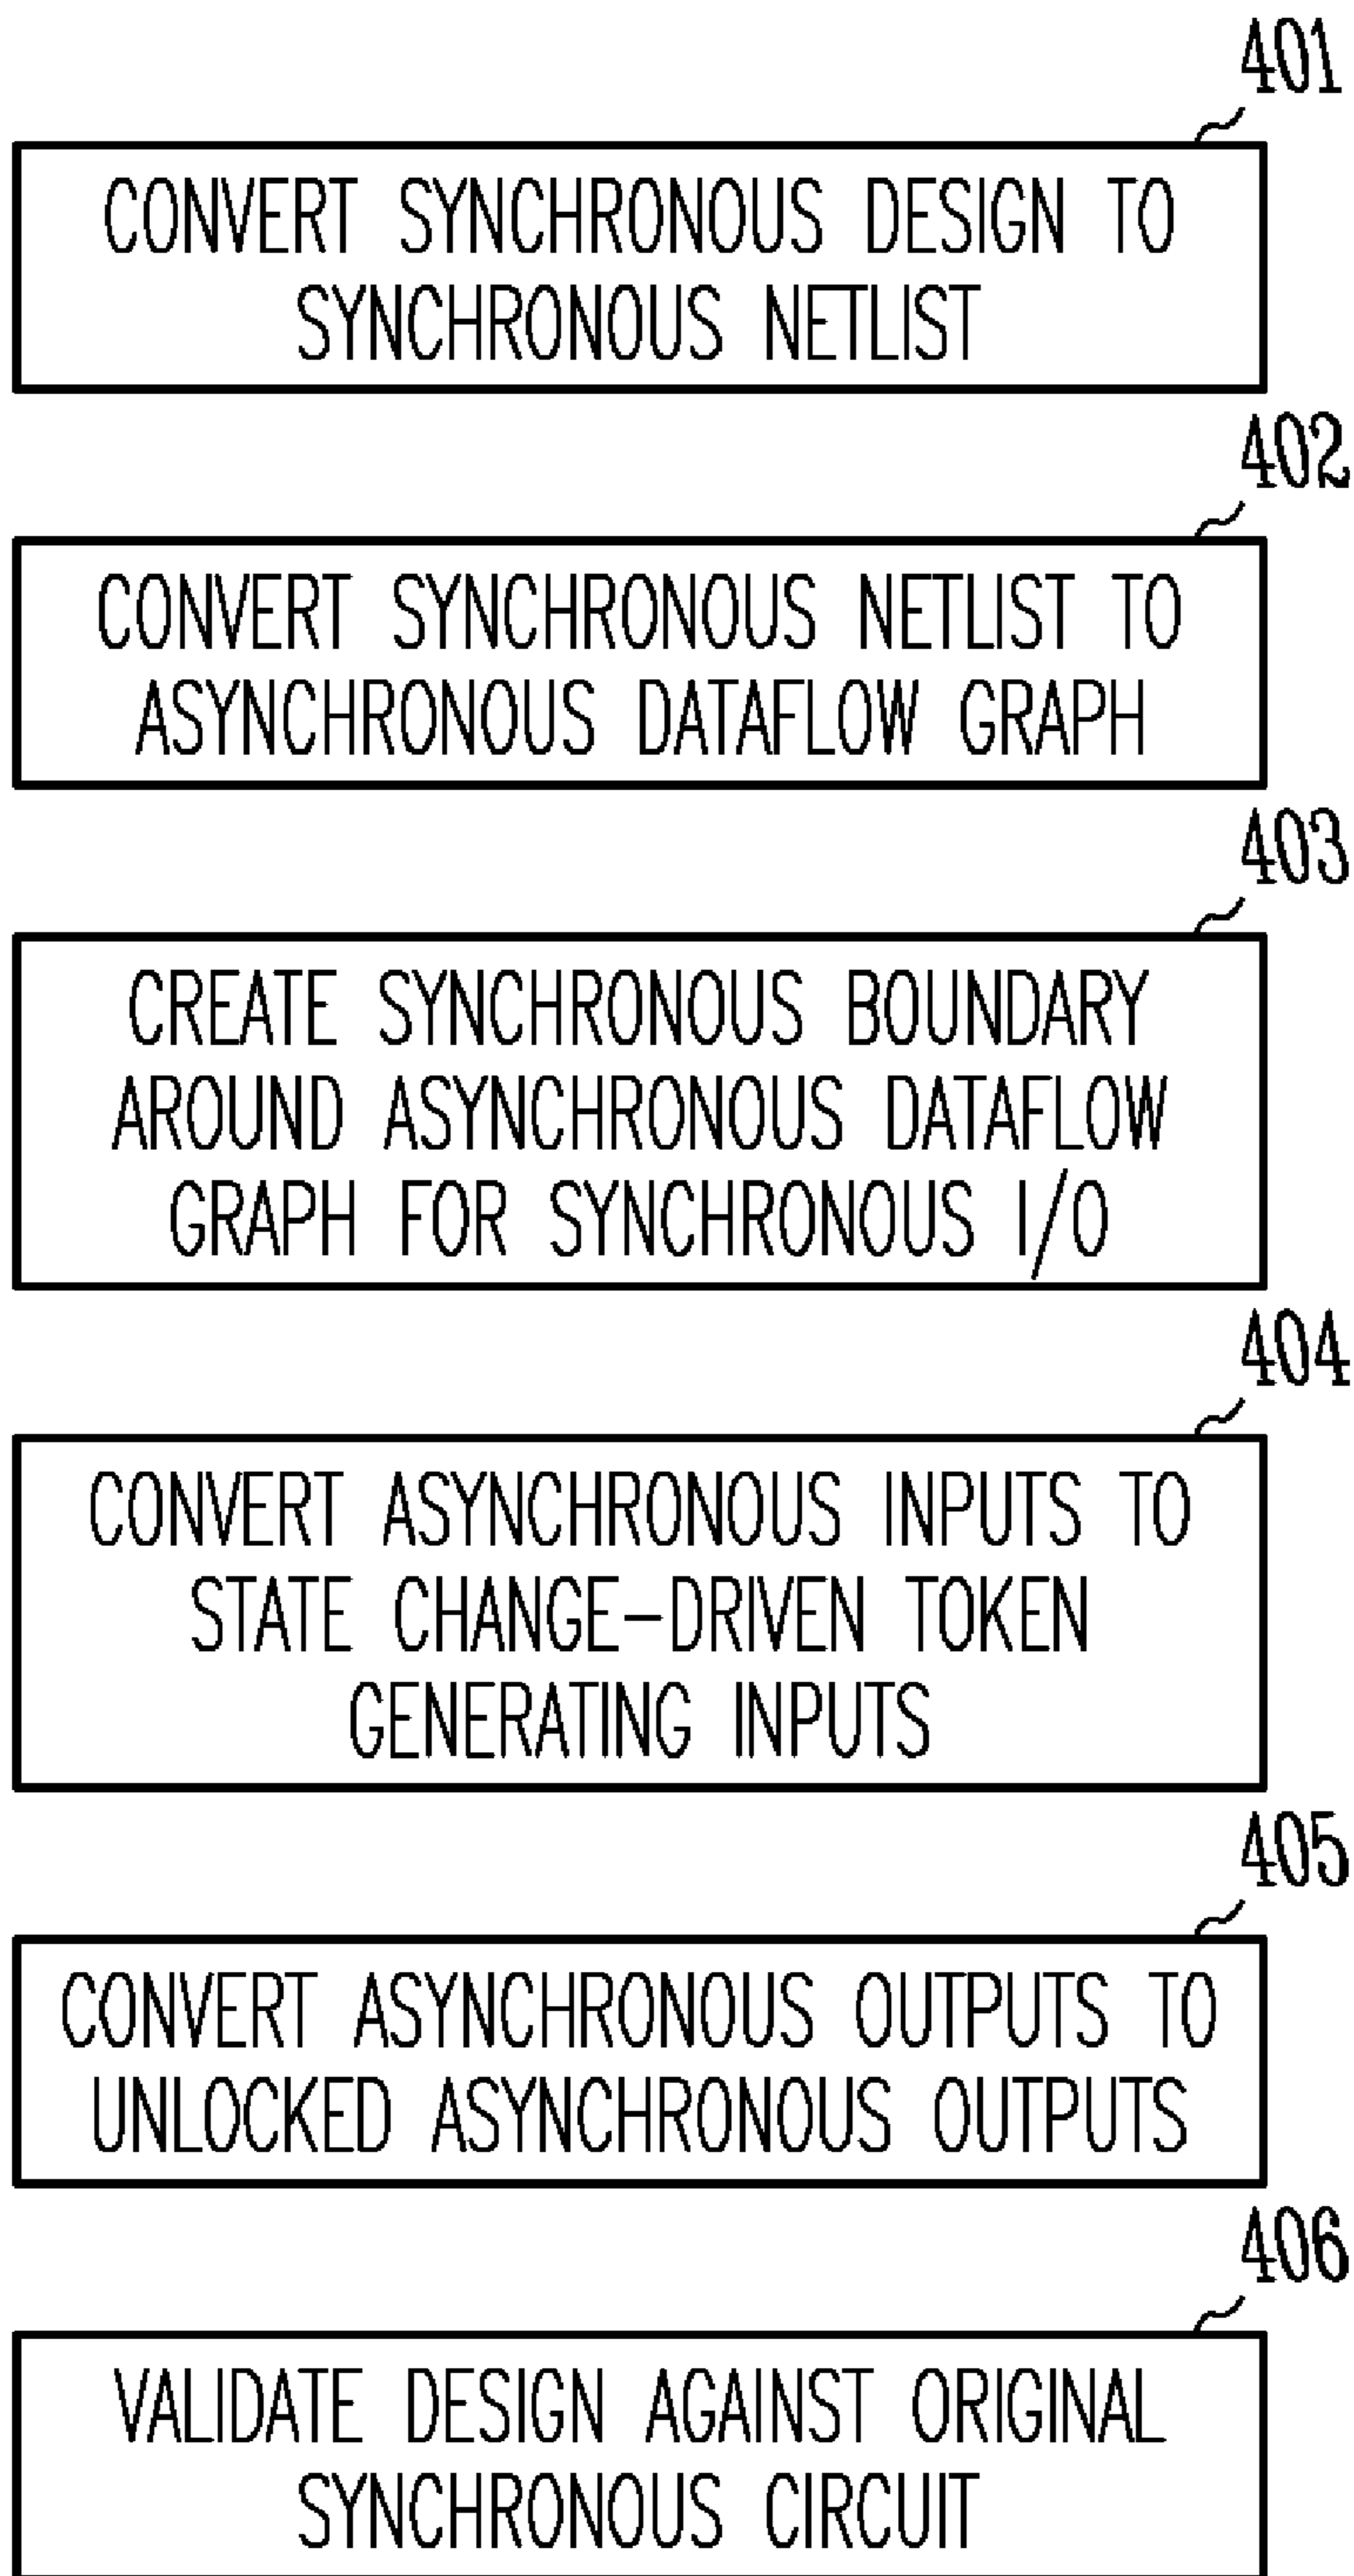 401
CONVERT SYNCHRONOUS DESIGN TO
SYNCHRONOUS NETLIST
402
CONVERT SYNCHRONOUS NETLIST TO
ASYNCHRONOUS DATAFLOW GRAPH
403
CREATE SYNCHRONOUS BOUNDARY
AROUND ASYNCHRONOUS DATAFLOW
GRAPH FOR SYNCHRONOUS I/O
404
CONVERT ASYNCHRONOUS INPUTS TO
STATE CHANGE-DRIVEN TOKEN
GENERATING INPUTS
405
CONVERT ASYNCHRONOUS OUTPUTS TO
UNLOCKED ASYNCHRONOUS OUTPUTS
406
VALIDATE DESIGN AGAINST ORIGINAL
SYNCHRONOUS CIRCUIT